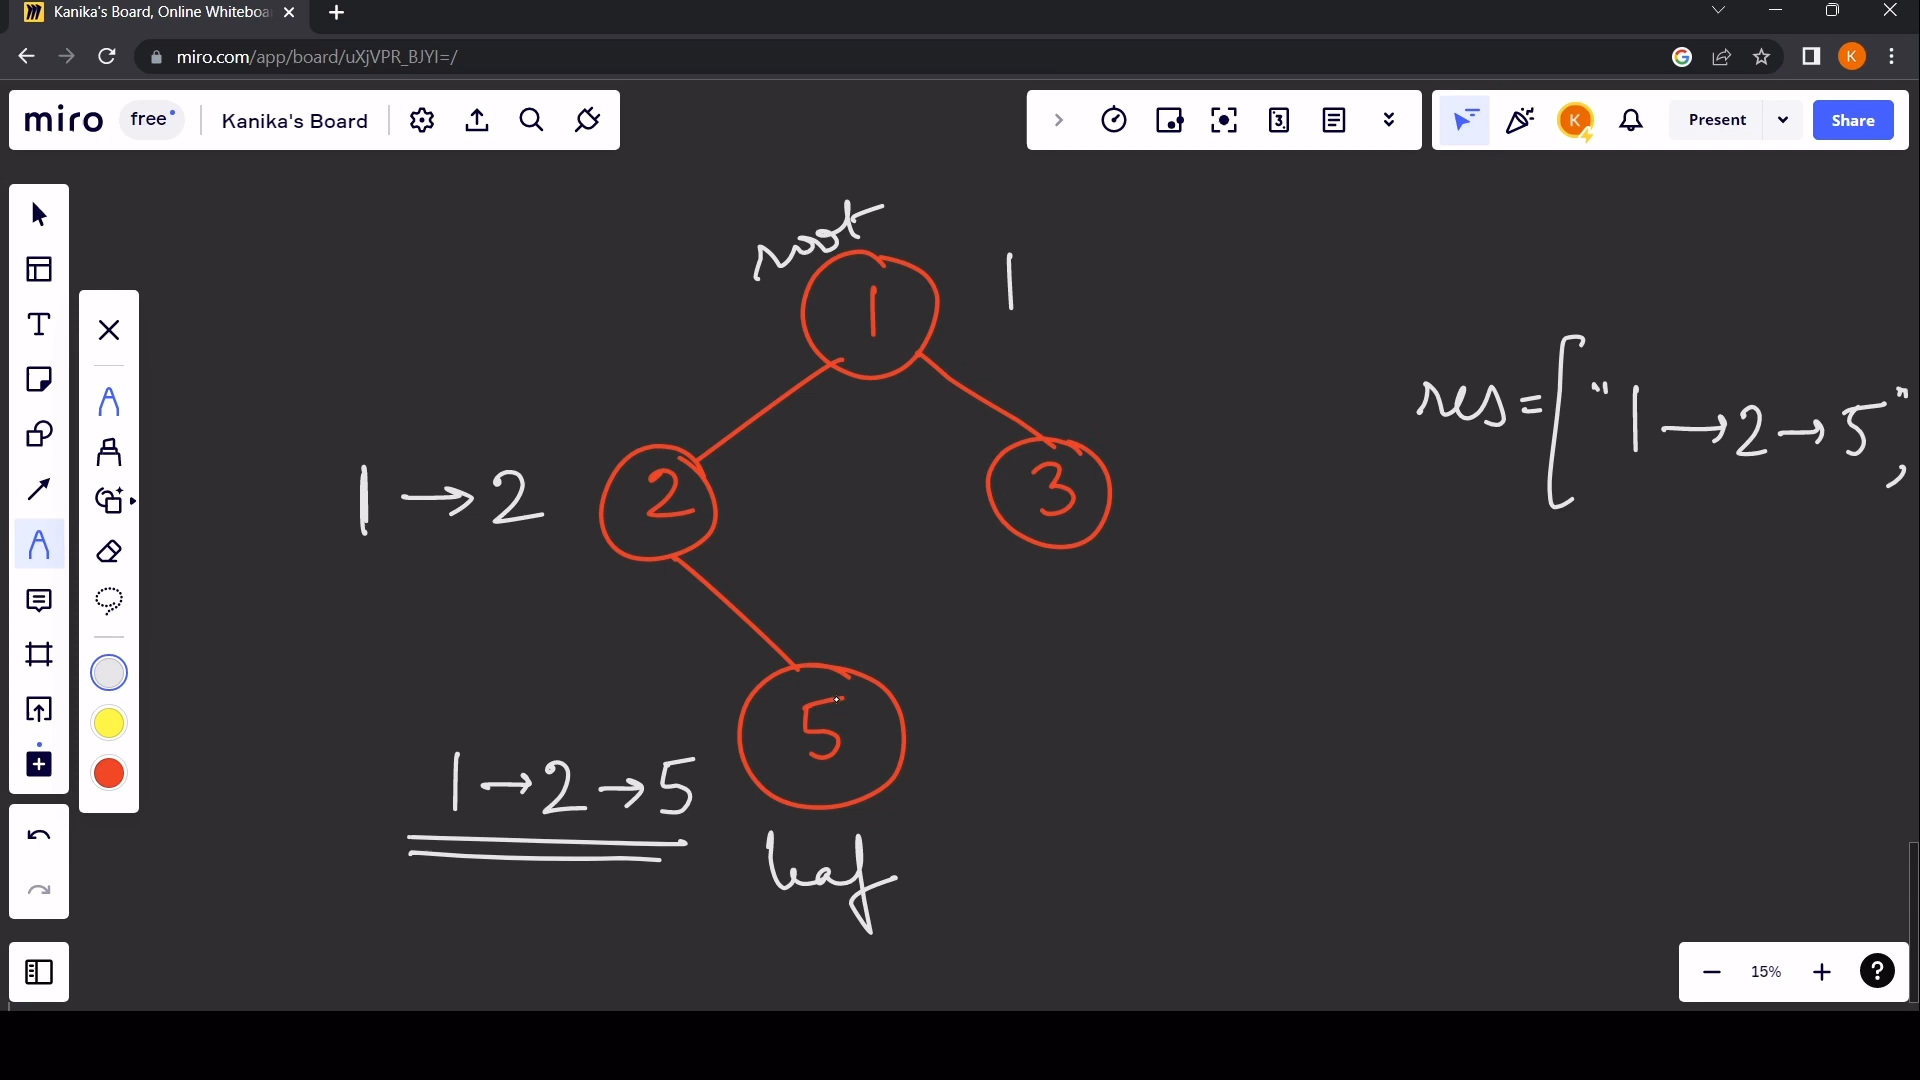 Kanika's Board, Online Whiteboa
miro.com/app/board/uXjVPR_BJYI=/
K
miro
free
Kanika's Board
3
K
Present
Share
root
1
1
res = [ "1→2→5",
1→2
2
3
5
1→2→5
leaf
15%
?